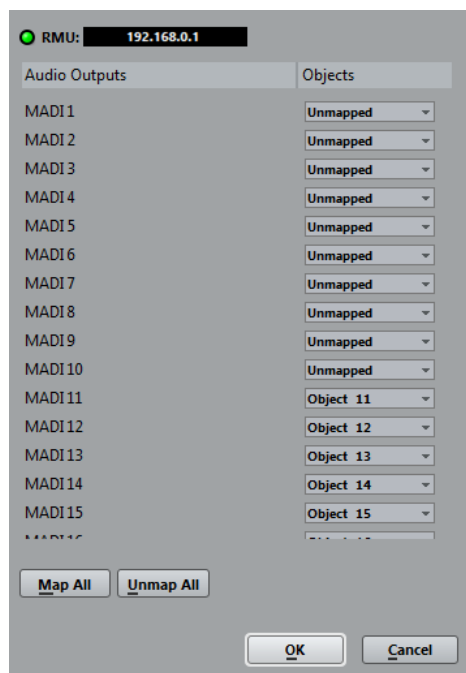 RMU: 192.168.0.1
Audio Outputs Objects
MADI 1 Unmapped
MADI 2 Unmapped
MADI 3 Unmapped
MADI 4 Unmapped
MADI 5 Unmapped
MADI 6 Unmapped
MADI 7 Unmapped
MADI 8 Unmapped
MADI 9 Unmapped
MADI 10 Unmapped
MADI 11 Object 11
MADI 12 Object 12
MADI 13 Object 13
MADI 14 Object 14
MADI 15 Object 15
Map All Unmap All
OK Cancel